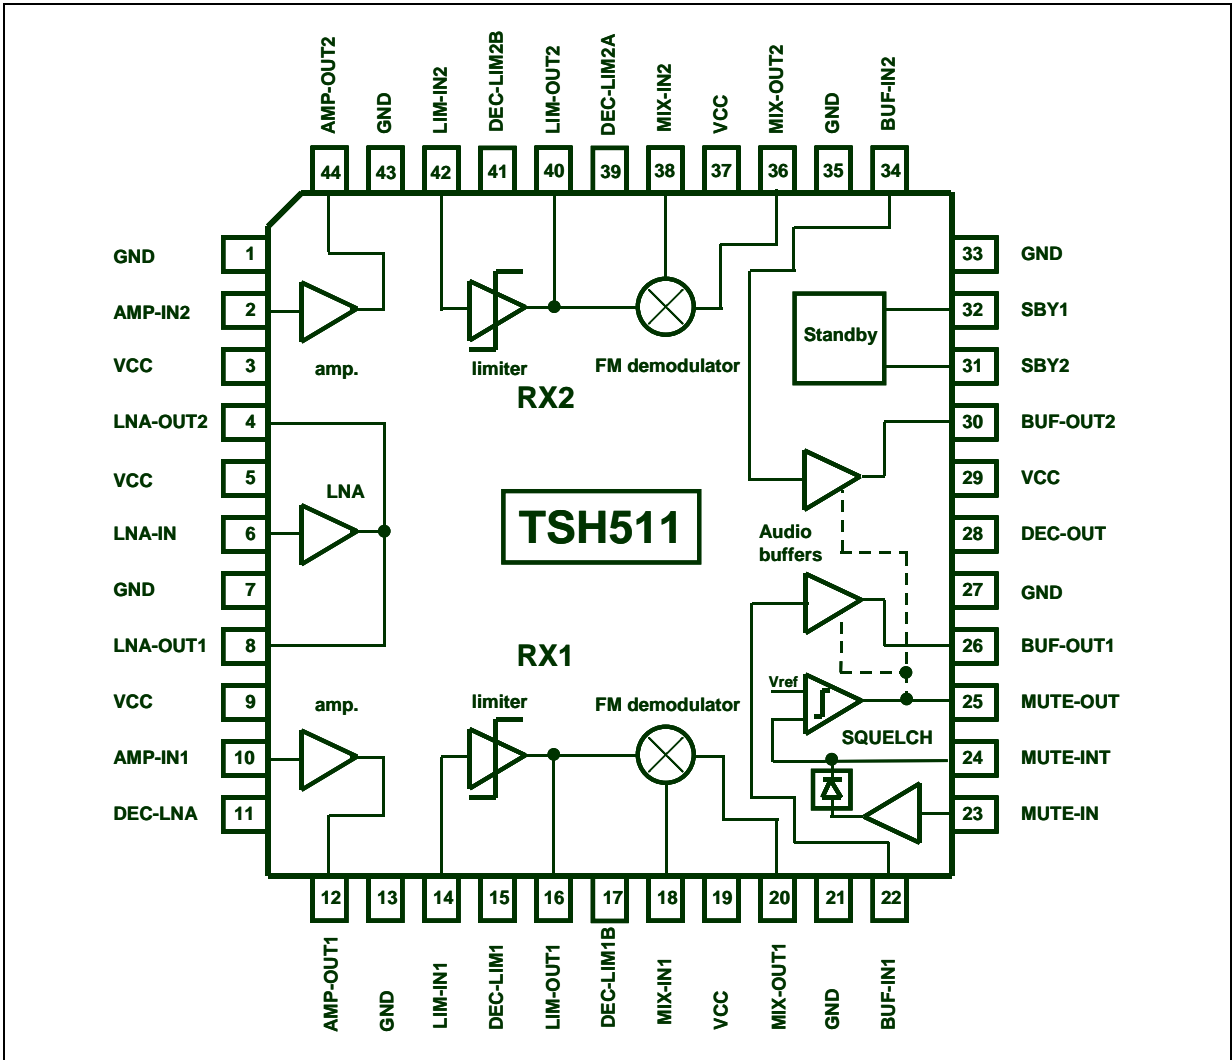 AMP-OUT2
GND
LIM-IN2
DEC-LIM2B
LIM-OUT2
DEC-LIM2A
MIX-IN2
VCC
MIX-OUT2
GND
BUF-IN2
44
43
42
41
40
39
38
37
36
35
34
GND
1
AMP-IN2
2
VCC
3
LNA-OUT2
4
VCC
5
LNA-IN
6
GND
7
LNA-OUT1
8
VCC
9
AMP-IN1
10
DEC-LNA
11
amp.
limiter
FM demodulator
RX2
Standby
LNA
TSH511
Audio
buffers
RX1
amp.
limiter
FM demodulator
Vref
SQUELCH
33
GND
32
SBY1
31
SBY2
30
BUF-OUT2
29
VCC
28
DEC-OUT
27
GND
26
BUF-OUT1
25
MUTE-OUT
24
MUTE-INT
23
MUTE-IN
12
13
14
15
16
17
18
19
20
21
22
AMP-OUT1
GND
LIM-IN1
DEC-LIM1
LIM-OUT1
DEC-LIM1B
MIX-IN1
VCC
MIX-OUT1
GND
BUF-IN1